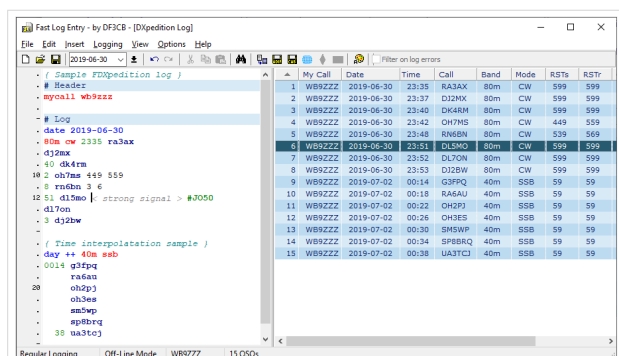 Fast Log Entry - by DF3CB - [DXpedition Log]
File Edit Insert Logging View Options Help
2019-06-30 Filter on log errors
{ Sample FDXpedition log }
# Header
mycall wb9zzz
# Log
date 2019-06-30
80m cw 2335 ra3ax
dj2mx
40 dk4rm
10 2 oh7ms 449 559
8 rn6bn 3 6
12 51 dl5mo < strong signal > #JO50
dl7on
3 dj2bw
{ Time interpolatation sample }
day ++ 40m ssb
0014 g3fpq
ra6au
20 oh2pj
oh3es
sm5wp
sp8brq
38 ua3tcj
My Call Date Time Call Band Mode RSTs RSTr
1 WB9ZZZ 2019-06-30 23:35 RA3AX 80m CW 599 599
2 WB9ZZZ 2019-06-30 23:37 DJ2MX 80m CW 599 599
3 WB9ZZZ 2019-06-30 23:40 DK4RM 80m CW 599 599
4 WB9ZZZ 2019-06-30 23:42 OH7MS 80m CW 449 559
5 WB9ZZZ 2019-06-30 23:48 RN6BN 80m CW 539 569
6 WB9ZZZ 2019-06-30 23:51 DL5MO 80m CW 599 599
7 WB9ZZZ 2019-06-30 23:52 DL7ON 80m CW 599 599
8 WB9ZZZ 2019-06-30 23:53 DJ2BW 80m CW 599 599
9 WB9ZZZ 2019-07-02 00:14 G3FPQ 40m SSB 59 59
10 WB9ZZZ 2019-07-02 00:18 RA6AU 40m SSB 59 59
11 WB9ZZZ 2019-07-02 00:22 OH2PJ 40m SSB 59 59
12 WB9ZZZ 2019-07-02 00:26 OH3ES 40m SSB 59 59
13 WB9ZZZ 2019-07-02 00:30 SM5WP 40m SSB 59 59
14 WB9ZZZ 2019-07-02 00:34 SP8BRQ 40m SSB 59 59
15 WB9ZZZ 2019-07-02 00:38 UA3TCJ 40m SSB 59 59
Regular Logging Off-Line Mode WB9ZZZ 15 QSOs